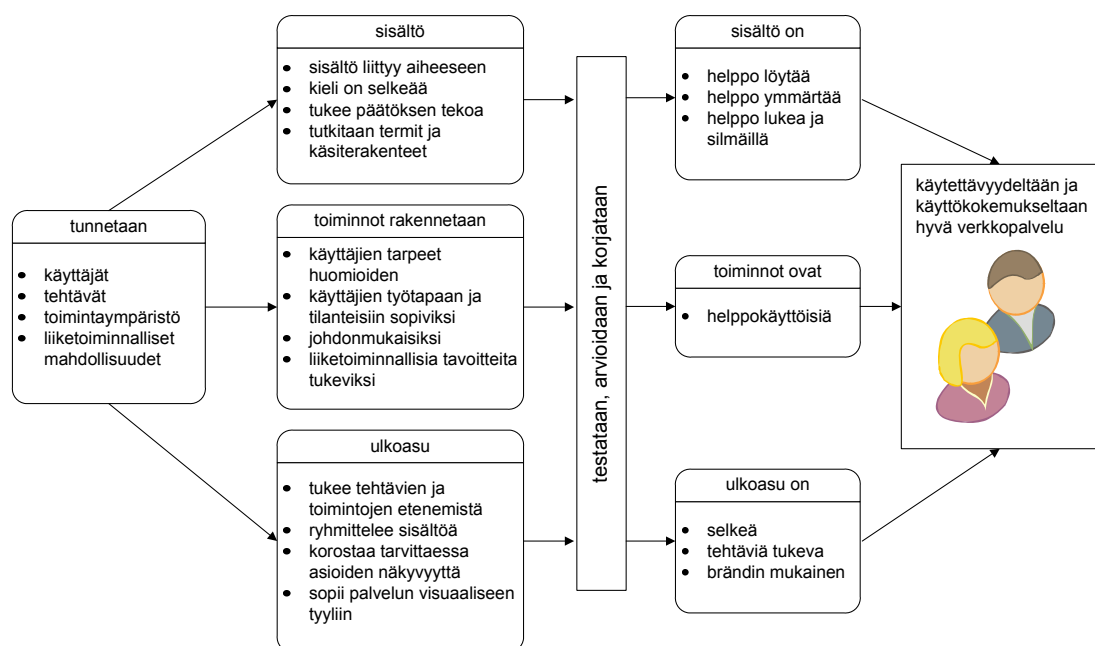 tunnetaan
käyttäjät
tehtävät
toimintaympäristö
liiketoiminnalliset
mahdollisuudet
sisältö
sisältö liittyy aiheeseen
kieli on selkeää
tukee päätöksen tekoa
tutkitaan termit ja
käsiterakenteet
toiminnot rakennetaan
käyttäjien tarpeet
huomioiden
käyttäjien työtapaan ja
tilanteisiin sopiviksi
johdonmukaisiksi
liiketoiminnallisia tavoitteita
tukeviksi
ulkoasu
tukee tehtävien ja
toimintojen etenemistä
ryhmittelee sisältöä
korostaa tarvittaessa
asioiden näkyvyyttä
sopii palvelun visuaaliseen
tyyliin
testataan, arvioidaan ja korjataan
sisältö on
helppo löytää
helppo ymmärtää
helppo lukea ja
silmäillä
toiminnot ovat
helppokäyttöisiä
ulkoasu on
selkeä
tehtäviä tukeva
brändin mukainen
käytettävyydeltään ja
käyttökokemukseltaan
hyvä verkkopalvelu